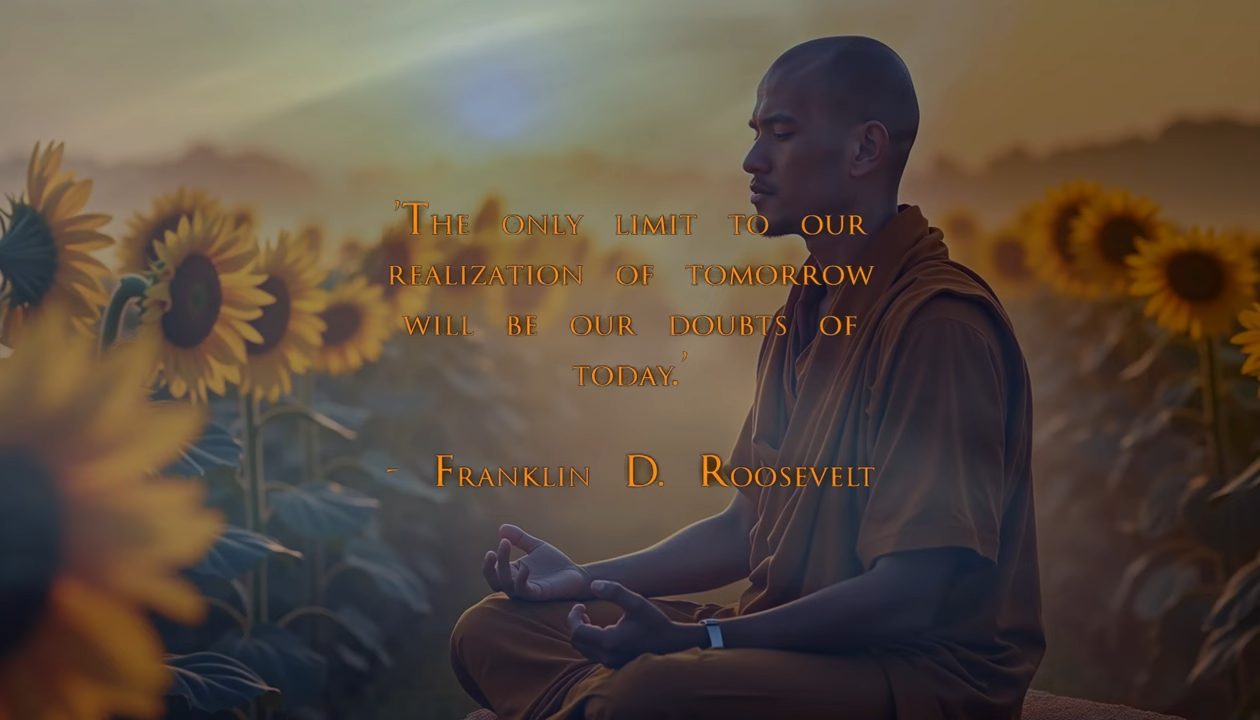 'The only limit to our
realization of tomorrow
will be our doubts of
today.'
- Franklin D. Roosevelt